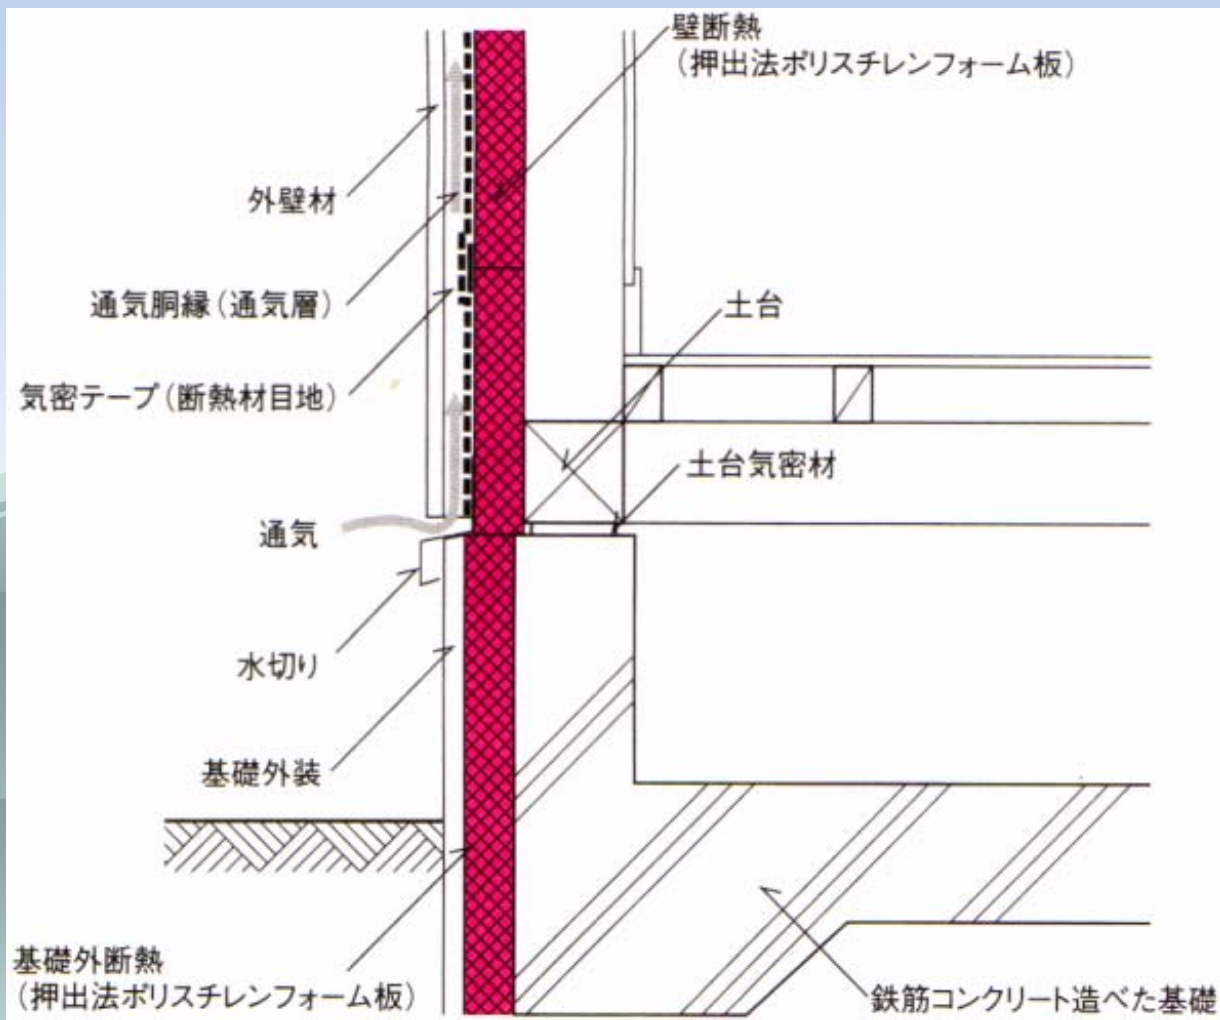 壁断熱
（押出法ポリスチレンフォーム板）
外壁材
通気胴縁（通気層）
土台
気密テープ（断熱材目地）
土台気密材
通気
水切り
基礎外装
基礎外断熱
（押出法ポリスチレンフォーム板）
鉄筋コンクリート造べた基礎